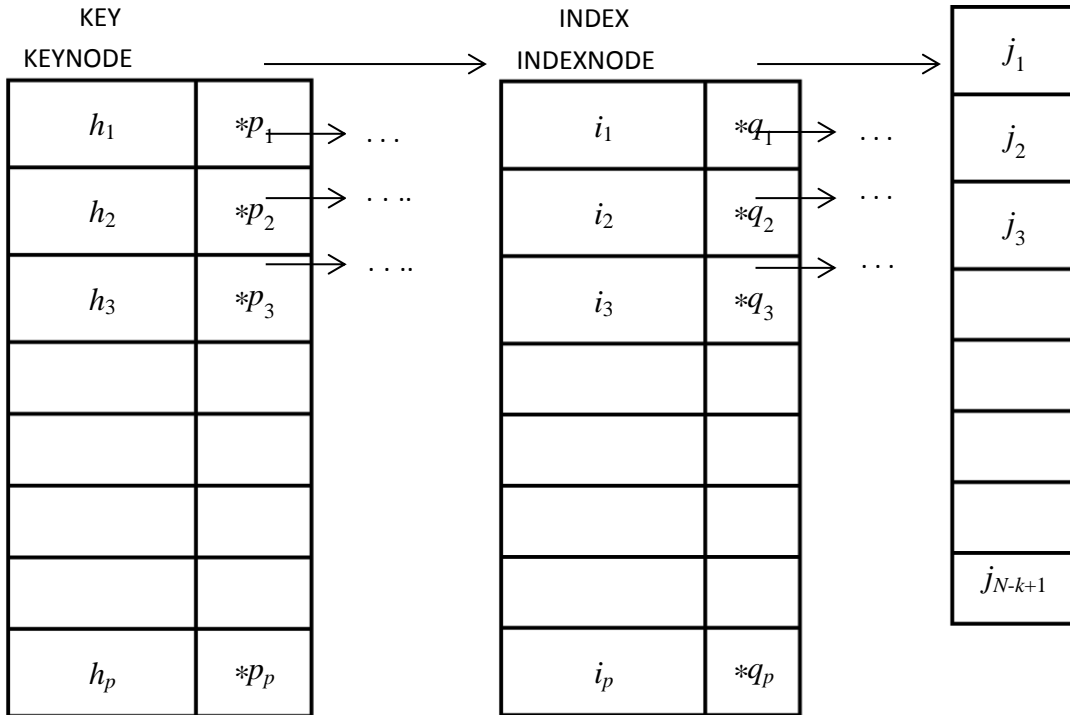 KEY INDEX
KEYNODE INDEXNODE j1
h1 *p1 . . . i1 *q1 . . . j2
h2 *p2 . . .. i2 *q2 . . . j3
h3 *p3 . . .. i3 *q3 . . .
jN-k+1
hp *pp ip *qp